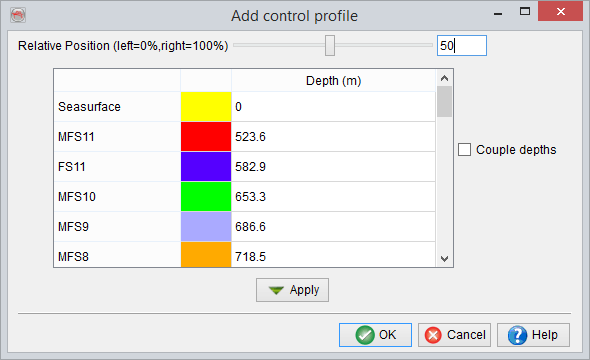 Add control profile
Relative Position (left=0%,right=100%) 50
Depth (m)
Seasurface 0
MFS11 523.6
FS11 582.9
MFS10 653.3
MFS9 686.6
MFS8 718.5
Couple depths
Apply
OK Cancel Help